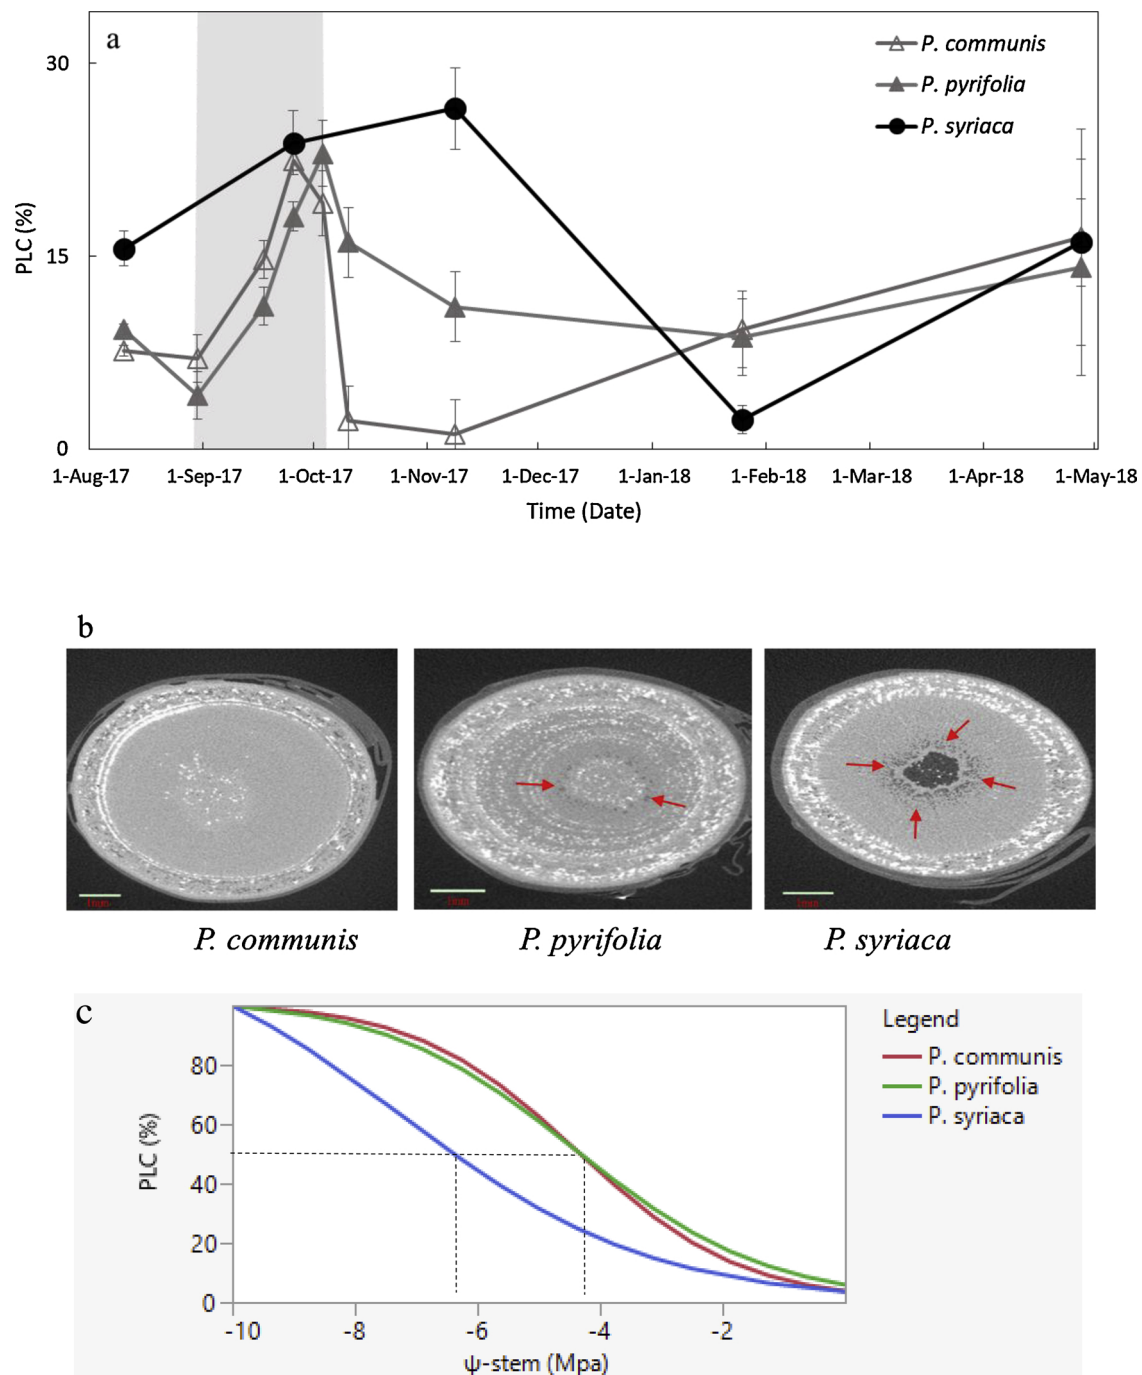 a
P. communis
P. pyrifolia
P. syriaca
30
15
0
PLC (%)
1-Aug-17 1-Sep-17 1-Oct-17 1-Nov-17 1-Dec-17 1-Jan-18 1-Feb-18 1-Mar-18 1-Apr-18 1-May-18
Time (Date)
b
1mm
P. communis P. pyrifolia P. syriaca
c
80
60
40
20
0
PLC (%)
-10 -8 -6 -4 -2
ψ-stem (Mpa)
Legend
P. communis
P. pyrifolia
P. syriaca